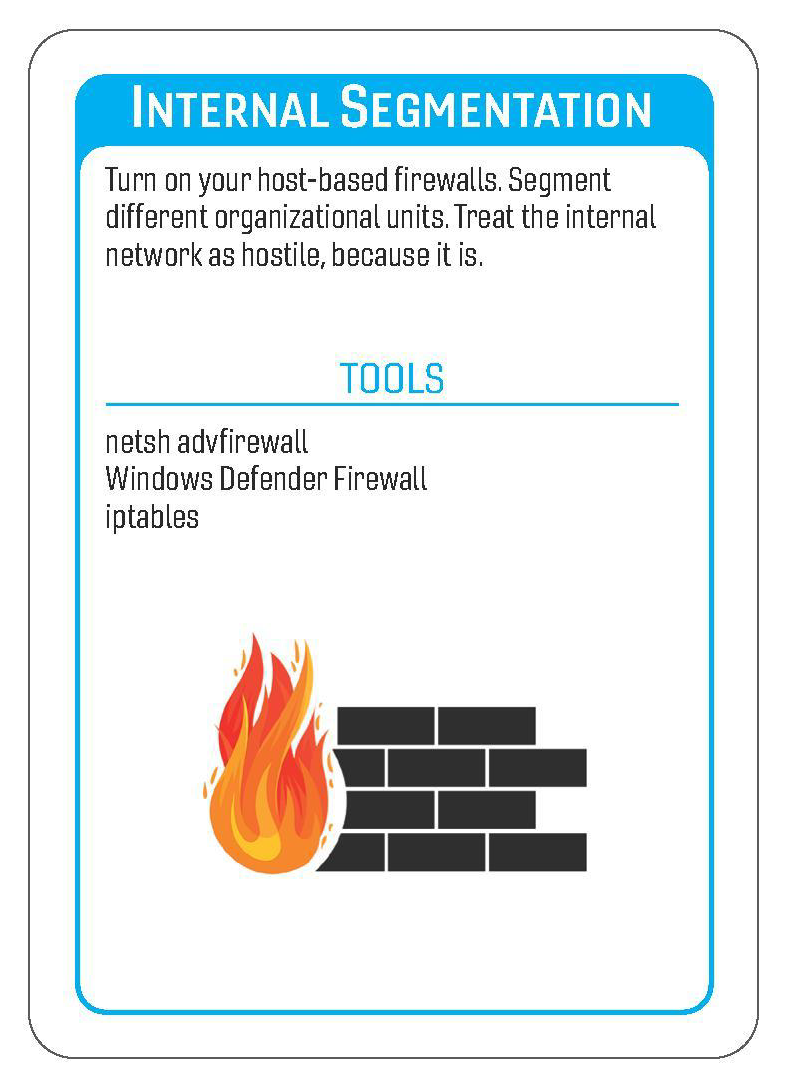 INTERNAL SEGMENTATION
Turn on your host-based firewalls. Segment
different organizational units. Treat the internal
network as hostile, because it is.
TOOLS
netsh advfirewall
Windows Defender Firewall
iptables